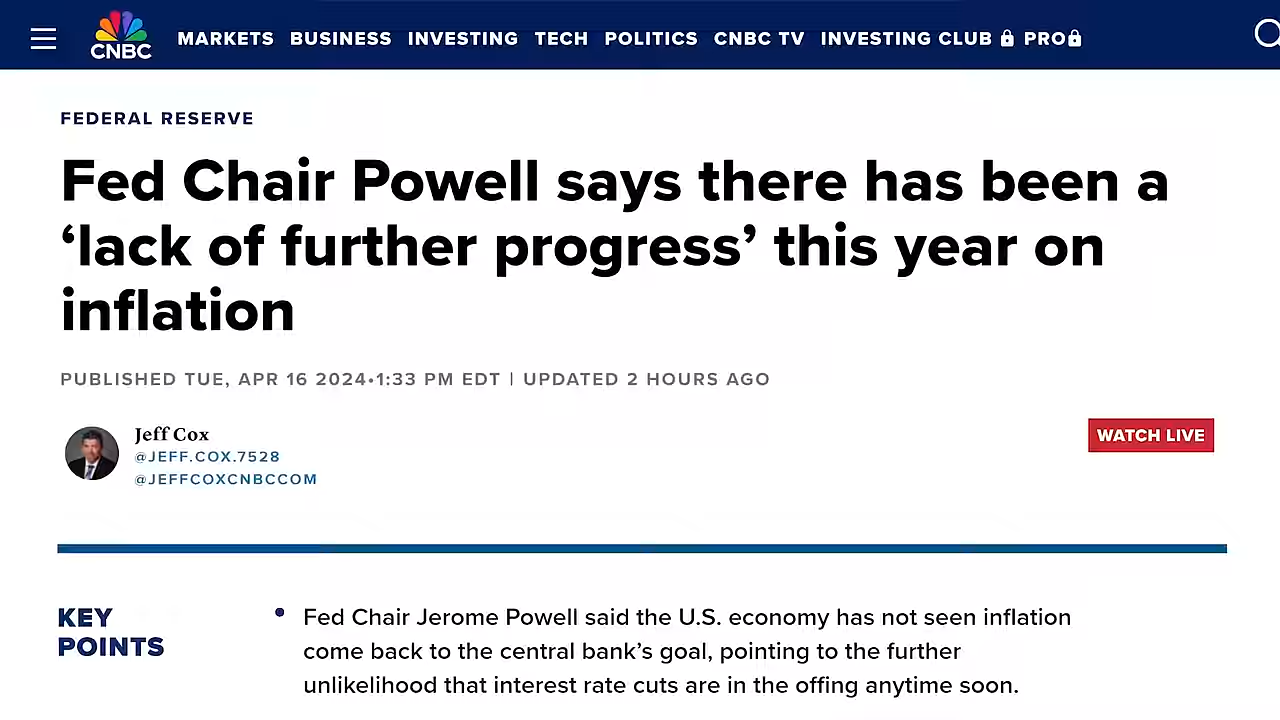 CNBC MARKETS BUSINESS INVESTING TECH POLITICS CNBC TV INVESTING CLUB PRO
FEDERAL RESERVE
Fed Chair Powell says there has been a
‘lack of further progress’ this year on
inflation
PUBLISHED TUE, APR 16 2024•1:33 PM EDT | UPDATED 2 HOURS AGO
Jeff Cox
@JEFF.COX.7528
@JEFFCOXCNBCCOM
WATCH LIVE
KEY
POINTS
• Fed Chair Jerome Powell said the U.S. economy has not seen inflation
come back to the central bank’s goal, pointing to the further
unlikelihood that interest rate cuts are in the offing anytime soon.